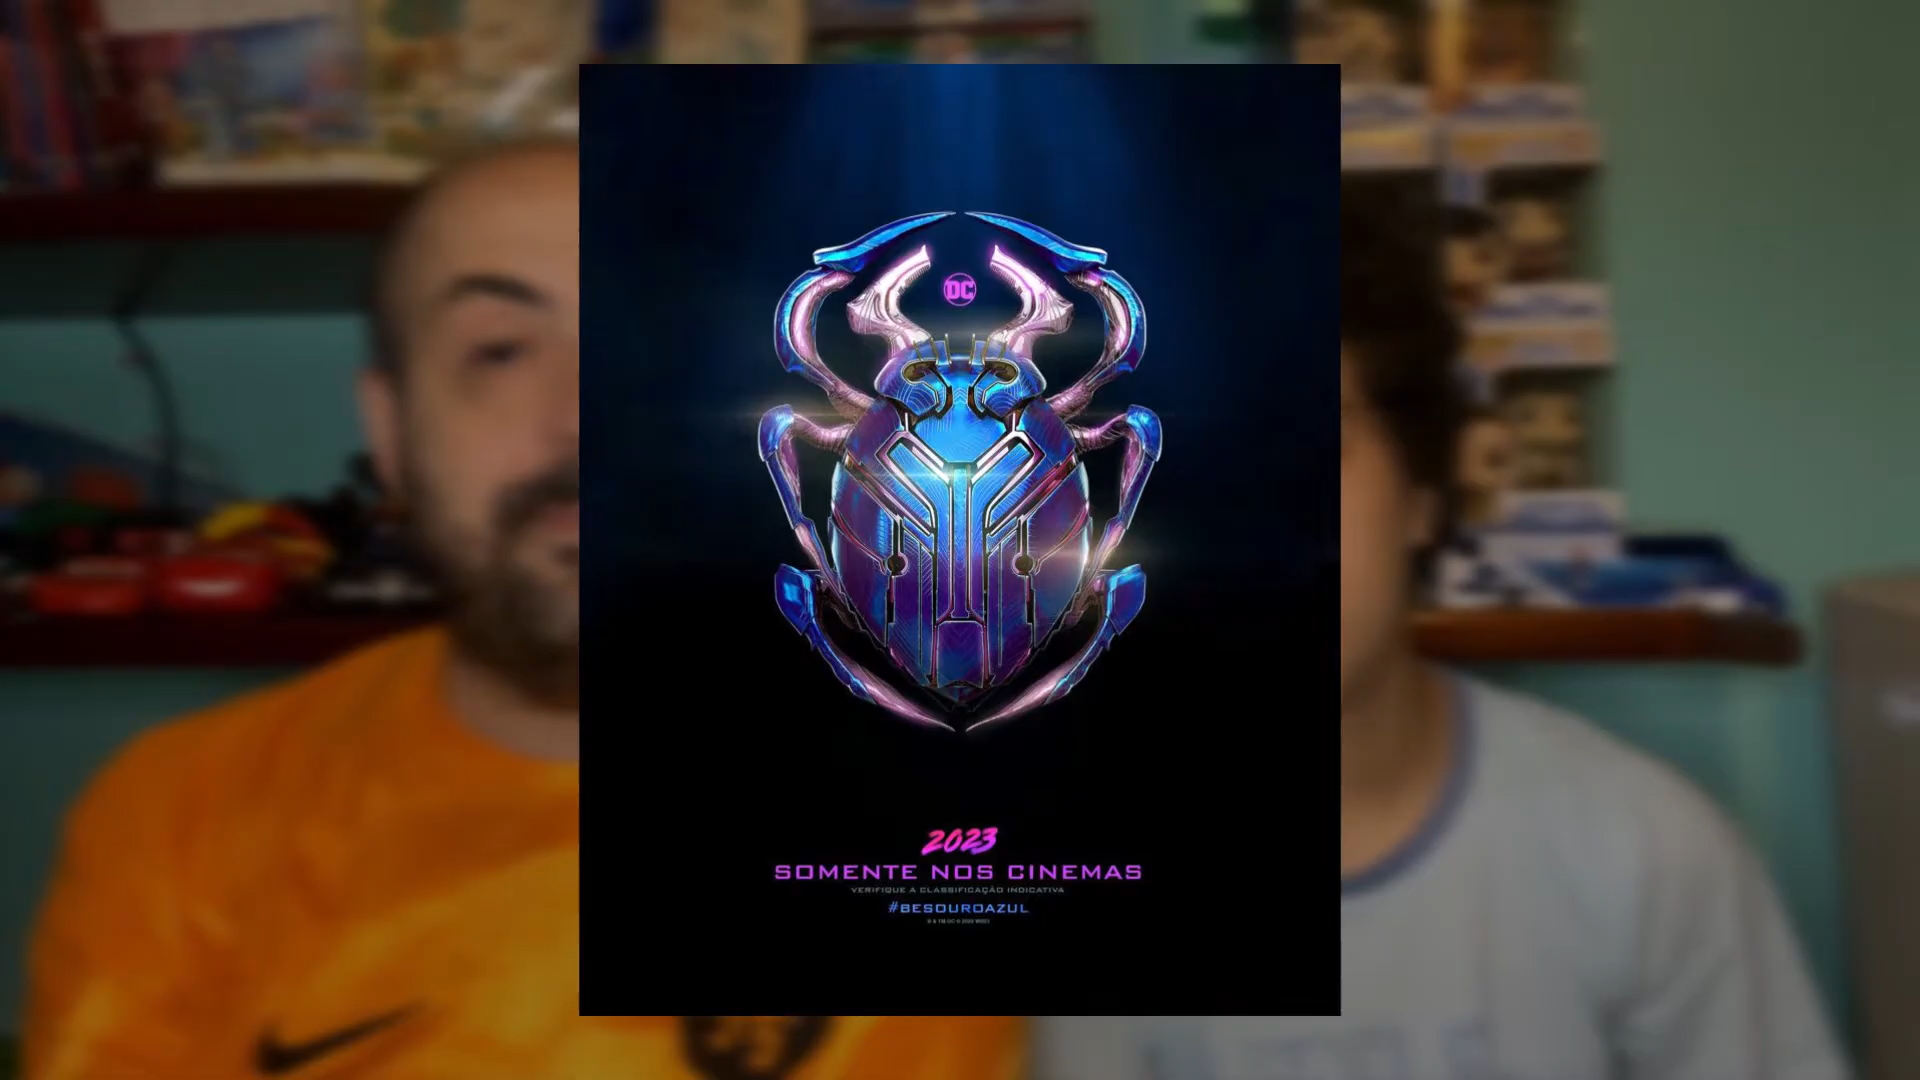 DC
2023
SOMENTE NOS CINEMAS
VERIFIQUE A CLASSIFICAÇÃO INDICATIVA
#BESOUROAZUL